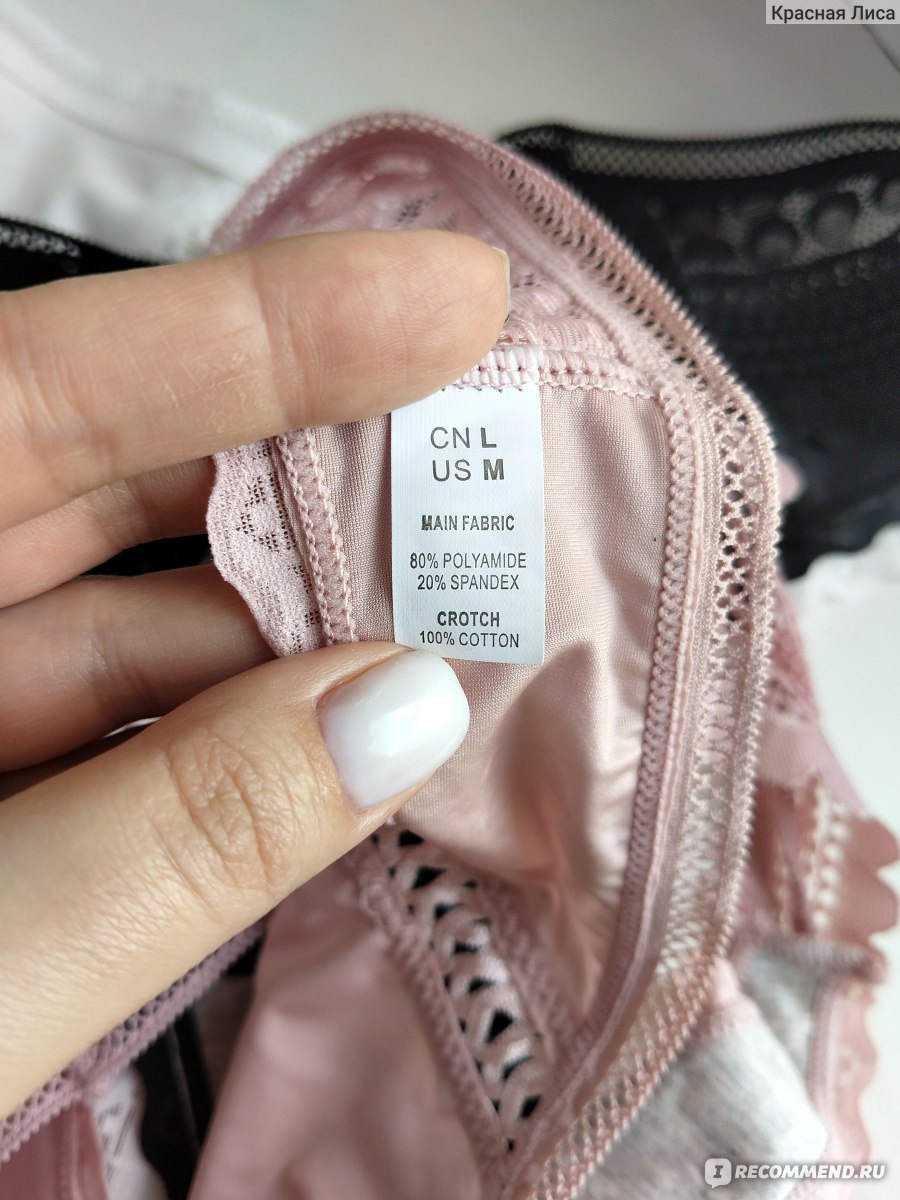 Красная Лиса
CN L
US M
MAIN FABRIC
80% POLYAMIDE
20% SPANDEX
CROTCH
100% COTTON
I RECOMMEND.RU